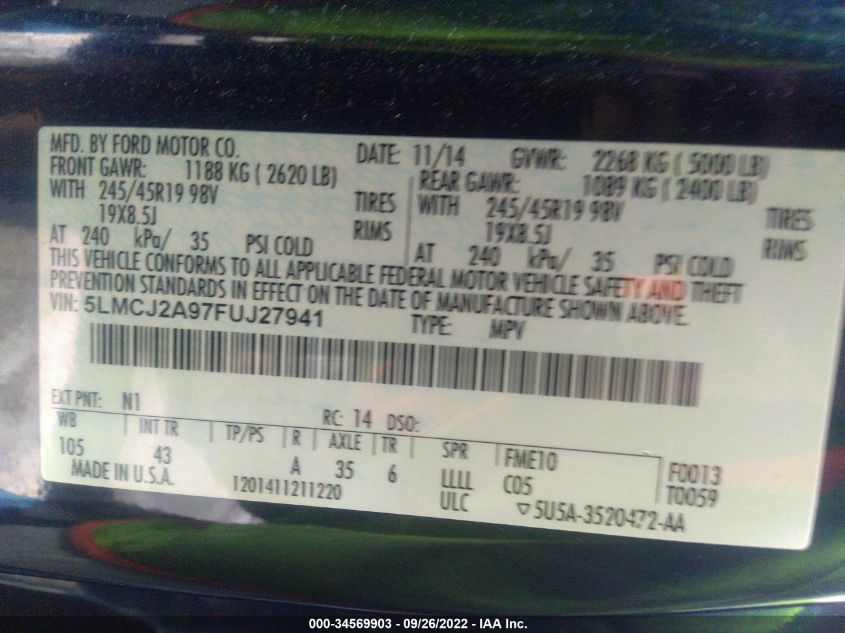 MFD. BY FORD MOTOR CO. DATE: 11/14 GVWR: 2268 KG ( 5000 LB)
FRONT GAWR: 1188 KG ( 2620 LB) REAR GAWR: 1089 KG ( 2400 LB)
WITH 245/45R19 98V TIRES WITH 245/45R19 98V TIRES
19X8.5J RIMS 19X8.5J RIMS
AT 240 kPa/ 35 PSI COLD AT 240 kPa/ 35 PSI COLD
THIS VEHICLE CONFORMS TO ALL APPLICABLE FEDERAL MOTOR VEHICLE SAFETY AND THEFT
PREVENTION STANDARDS IN EFFECT ON THE DATE OF MANUFACTURE SHOWN ABOVE.
VIN: 5LMCJ2A97FUJ27941 TYPE: MPV
EXT PNT: N1 RC: 14 DSO:
WB INT TR TP/PS R AXLE TR SPR FME10 F0013
105 43 A 35 6 LLLL C05 T0059
MADE IN U.S.A. 1201411211220 ULC ▽5U5A-3520472-AA
000-34569903 - 09/26/2022 - IAA Inc.